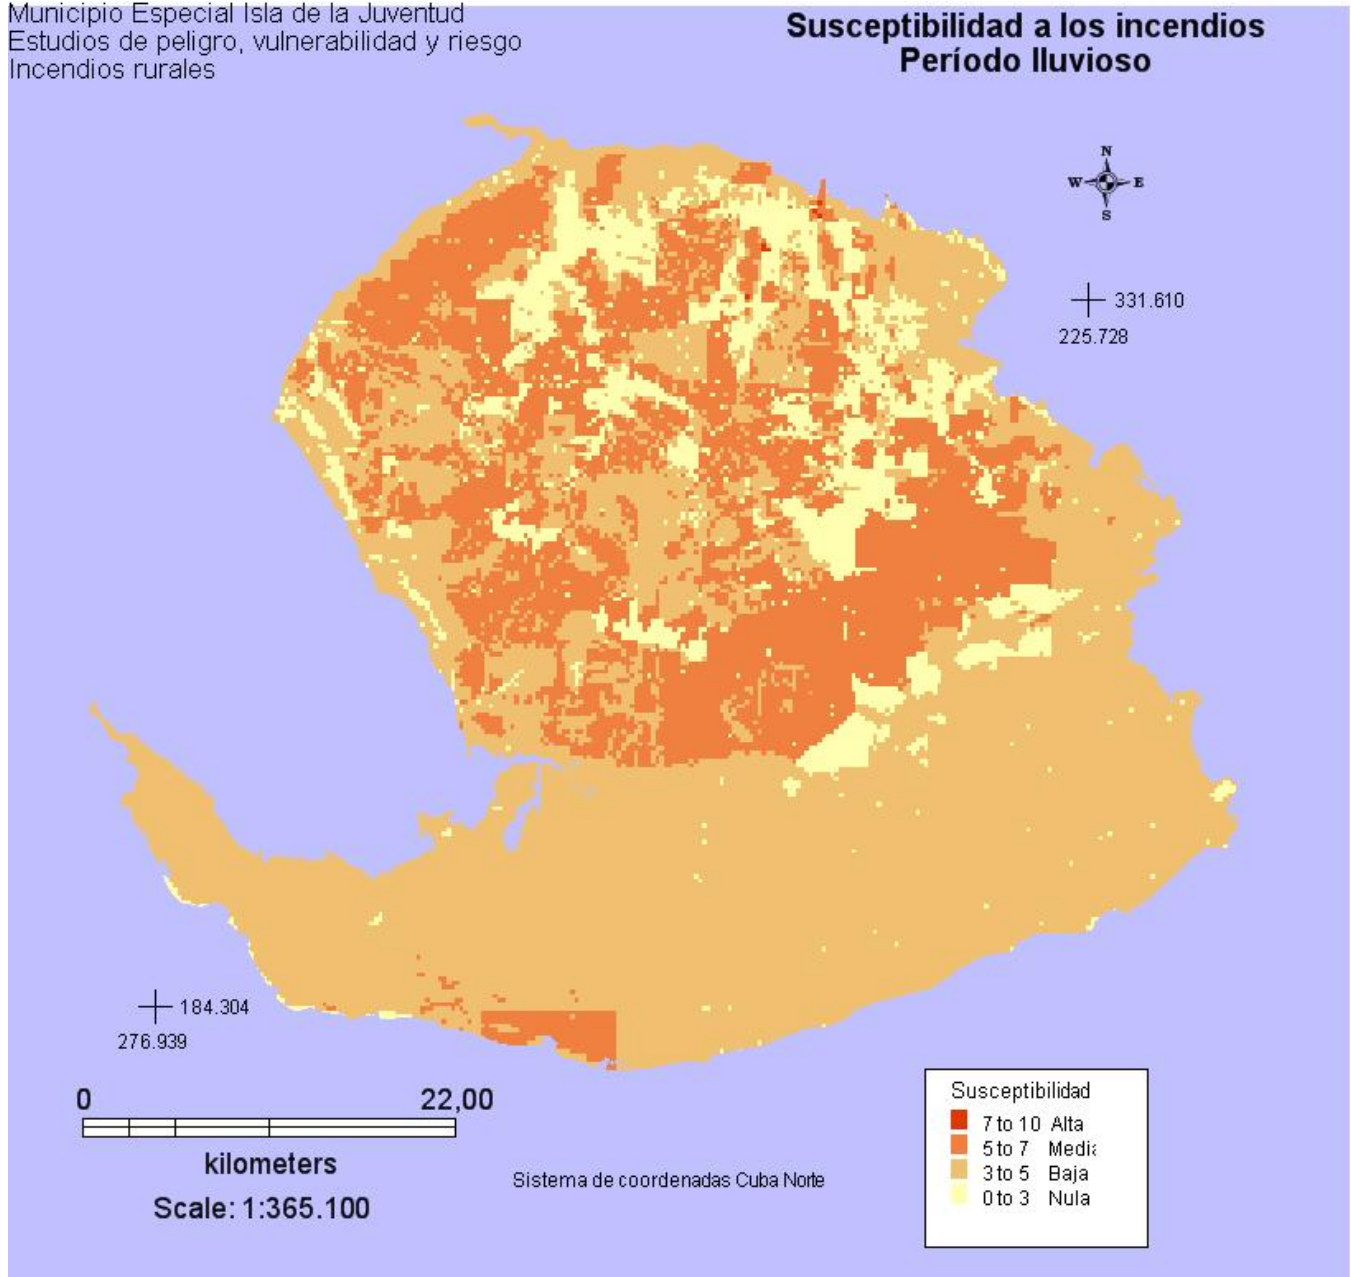 Municipio Especial Isla de la Juventud
Estudios de peligro, vulnerabilidad y riesgo
Incendios rurales
Susceptibilidad a los incendios
Período lluvioso
N
W E
S
331.610
225.728
184.304
276.939
0 22,00
kilometers
Scale: 1:365.100
Sistema de coordenadas Cuba Norte
Susceptibilidad
7 to 10 Alta
5 to 7 Media
3 to 5 Baja
0 to 3 Nula